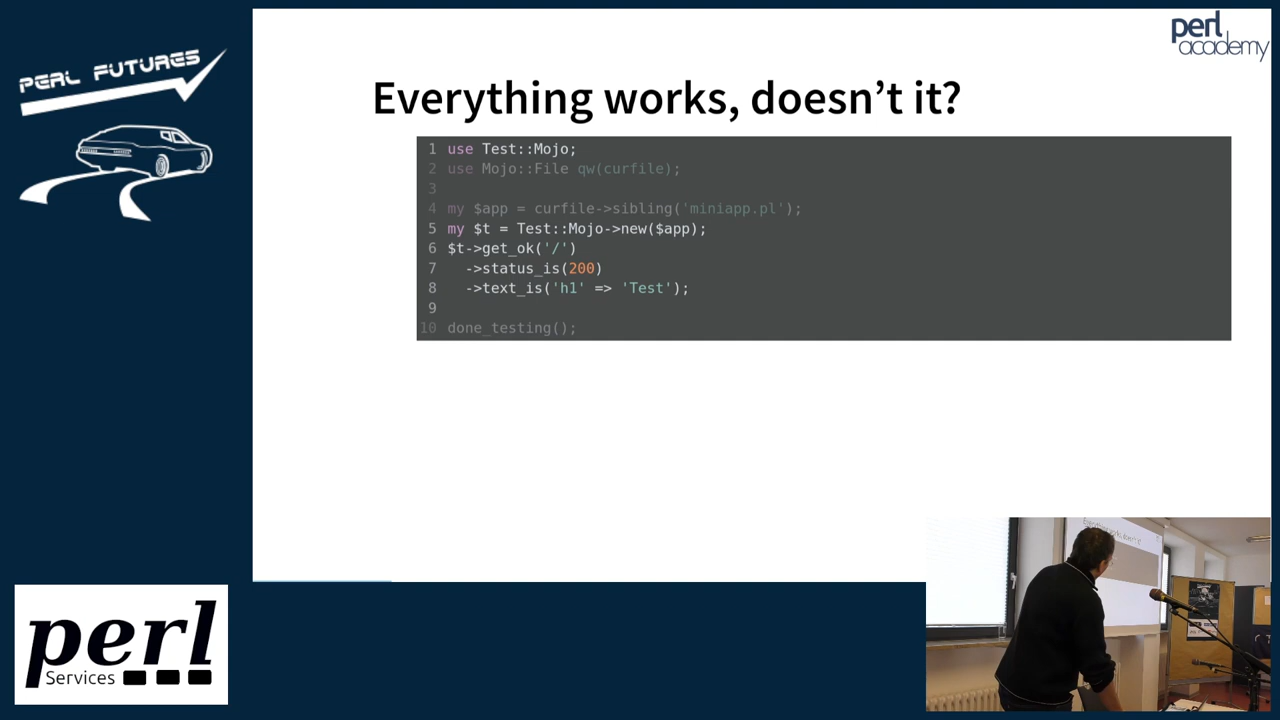 perl
academy
PERL FUTURES
Everything works, doesn't it?
1 use Test::Mojo;
2 use Mojo::File qw(curfile);
3
4 my $app = curfile->sibling('miniapp.pl');
5 my $t = Test::Mojo->new($app);
6 $t->get_ok('/')
7   ->status_is(200)
8   ->text_is('h1' => 'Test');
9
10 done_testing();
perl
Services